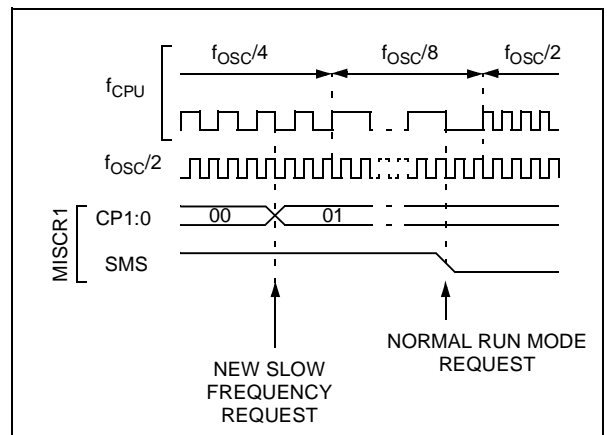 fOSC/4 fOSC/8 fOSC/2
fCPU
fOSC/2
MISCR1
CP1:0 00 01
SMS
NEW SLOW
FREQUENCY
REQUEST
NORMAL RUN MODE
REQUEST